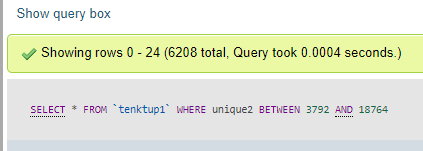 Show query box
Showing rows 0 - 24 (6208 total, Query took 0.0004 seconds.)
SELECT * FROM `tenktup1` WHERE unique2 BETWEEN 3792 AND 18764